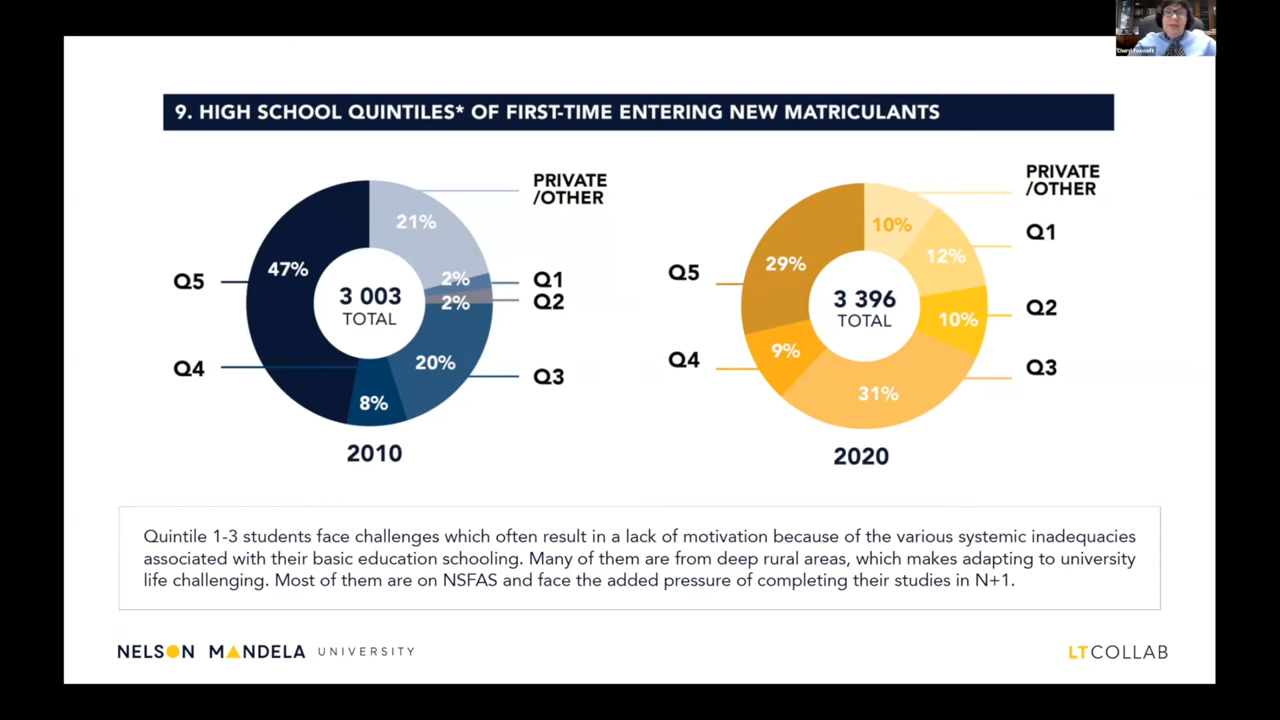 Cheryl Foxcroft
9. HIGH SCHOOL QUINTILES* OF FIRST-TIME ENTERING NEW MATRICULANTS
PRIVATE
/OTHER
21%
47%
2%
2%
20%
8%
Q5
Q4
Q1
Q2
Q3
3 003
TOTAL
2010
PRIVATE
/OTHER
10%
12%
10%
31%
9%
29%
Q5
Q4
Q1
Q2
Q3
3 396
TOTAL
2020
Quintile 1-3 students face challenges which often result in a lack of motivation because of the various systemic inadequacies
associated with their basic education schooling. Many of them are from deep rural areas, which makes adapting to university
life challenging. Most of them are on NSFAS and face the added pressure of completing their studies in N+1.
NELSON MANDELA UNIVERSITY
LTCOLLAB